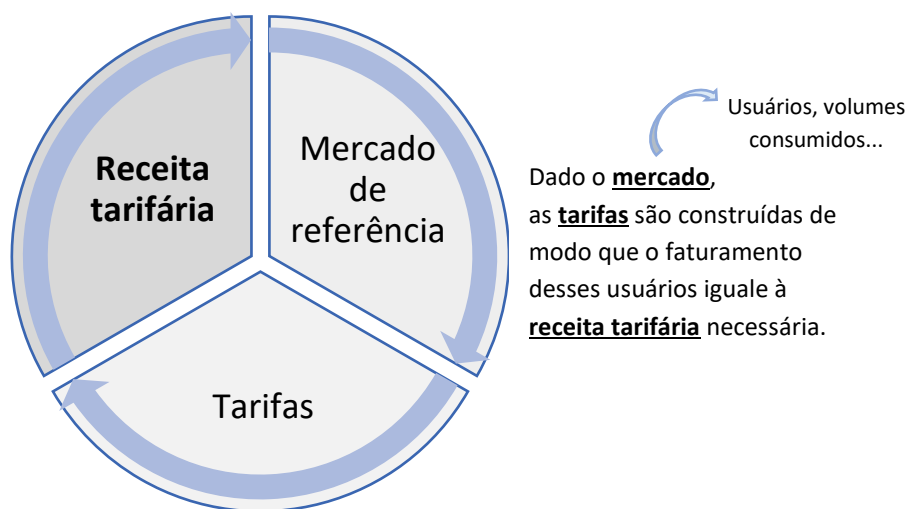 Receita
tarifária
Mercado
de
referência
Tarifas
Usuários, volumes
consumidos...
Dado o mercado,
as tarifas são construídas de
modo que o faturamento
desses usuários iguale à
receita tarifária necessária.